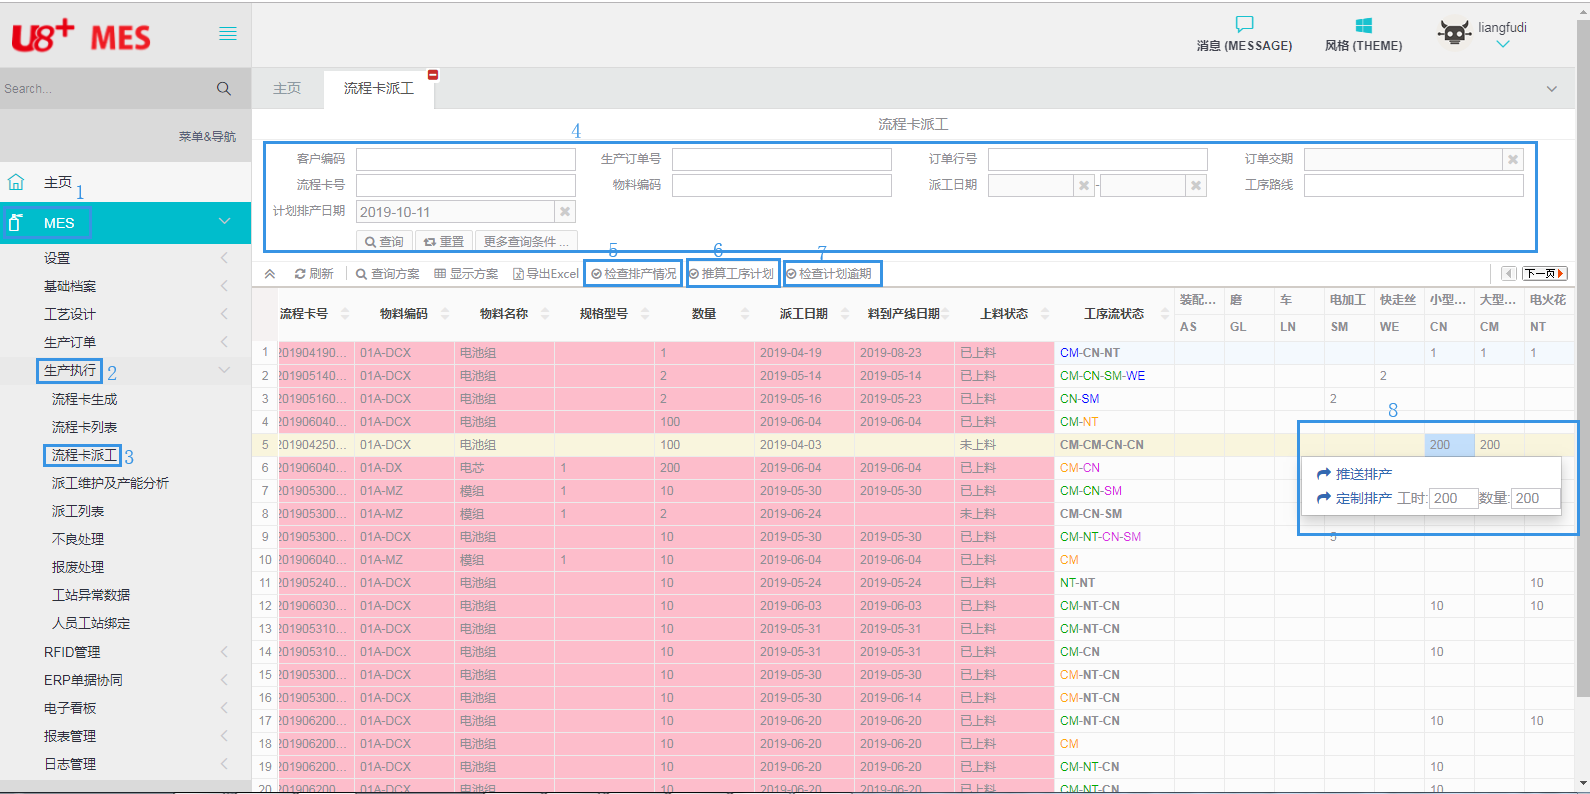 U8+ MES
消息 (MESSAGE)
风格 (THEME)
liangfudi
Search...
菜单&导航
主页
流程卡派工
流程卡派工
主页 1
MES
设置
基础档案
工艺设计
生产订单
生产执行 2
流程卡生成
流程卡列表
流程卡派工 3
派工维护及产能分析
派工列表
不良处理
报废处理
工站异常数据
人员工站绑定
RFID管理
ERP单据协同
电子看板
报表管理
日志管理
4
客户编码 生产订单号 订单行号 订单交期
流程卡号 物料编码 派工日期 - 工序路线
计划排产日期 2019-10-11
查询 重置 更多查询条件 ...
5 6 7
刷新 查询方案 显示方案 导出Excel 检查排产情况 推算工序计划 检查计划逾期 下一页
流程卡号 物料编码 物料名称 规格型号 数量 派工日期 料到产线日期 上料状态 工序流状态 装配... 磨 车 电加工 快走丝 小型... 大型... 电火花
AS GL LN SM WE CN CM NT
1 201904190... 01A-DCX 电池组 1 2019-04-19 2019-08-23 已上料 CM-CN-NT 1 1 1
2 201905140... 01A-DCX 电池组 2 2019-05-14 2019-05-14 已上料 CM-CN-SM-WE 2
3 201905160... 01A-DCX 电池组 2 2019-05-16 2019-05-23 已上料 CN-SM 2
4 201906040... 01A-DCX 电池组 100 2019-06-04 2019-06-04 已上料 CM-NT
8
5 201904250... 01A-DCX 电池组 100 2019-04-03 未上料 CM-CM-CN-CN 200 200
6 201906040... 01A-DX 电芯 1 200 2019-06-04 2019-06-04 已上料 CM-CN
推送排产
7 201905300... 01A-MZ 模组 1 10 2019-05-30 2019-05-30 已上料 CM-CN-SM
定制排产 工时: 200 数量: 200
8 201905300... 01A-MZ 模组 1 2 2019-06-24 未上料 CM-CN-SM
9 201905300... 01A-DCX 电池组 10 2019-05-30 2019-05-30 已上料 CM-NT-CN-SM
10 201906040... 01A-MZ 模组 1 10 2019-06-04 2019-06-04 已上料 CM
11 201905240... 01A-DCX 电池组 10 2019-05-24 2019-05-24 已上料 NT-NT 10
12 201906030... 01A-DCX 电池组 10 2019-06-03 2019-06-03 已上料 CM-NT-CN 10 10
13 201905310... 01A-DCX 电池组 10 2019-05-31 2019-05-31 已上料 CM-NT-CN
14 201905310... 01A-DCX 电池组 10 2019-05-31 2019-05-31 已上料 CM-CN 10
15 201905300... 01A-DCX 电池组 10 2019-05-30 2019-05-30 已上料 CM-NT-CN
16 201905300... 01A-DCX 电池组 10 2019-05-30 2019-06-14 已上料 CM-NT-CN
17 201906200... 01A-DCX 电池组 10 2019-06-20 2019-06-20 已上料 CM-NT-CN 10 10
18 201906200... 01A-DCX 电池组 10 2019-06-20 2019-06-20 已上料 CM
19 201906200... 01A-DCX 电池组 10 2019-06-20 2019-06-20 已上料 CM-NT-CN 10
20 201906200... 01A-DCX 电池组 10 2019-06-20 2019-06-20 已上料 CM-NT-CN 10